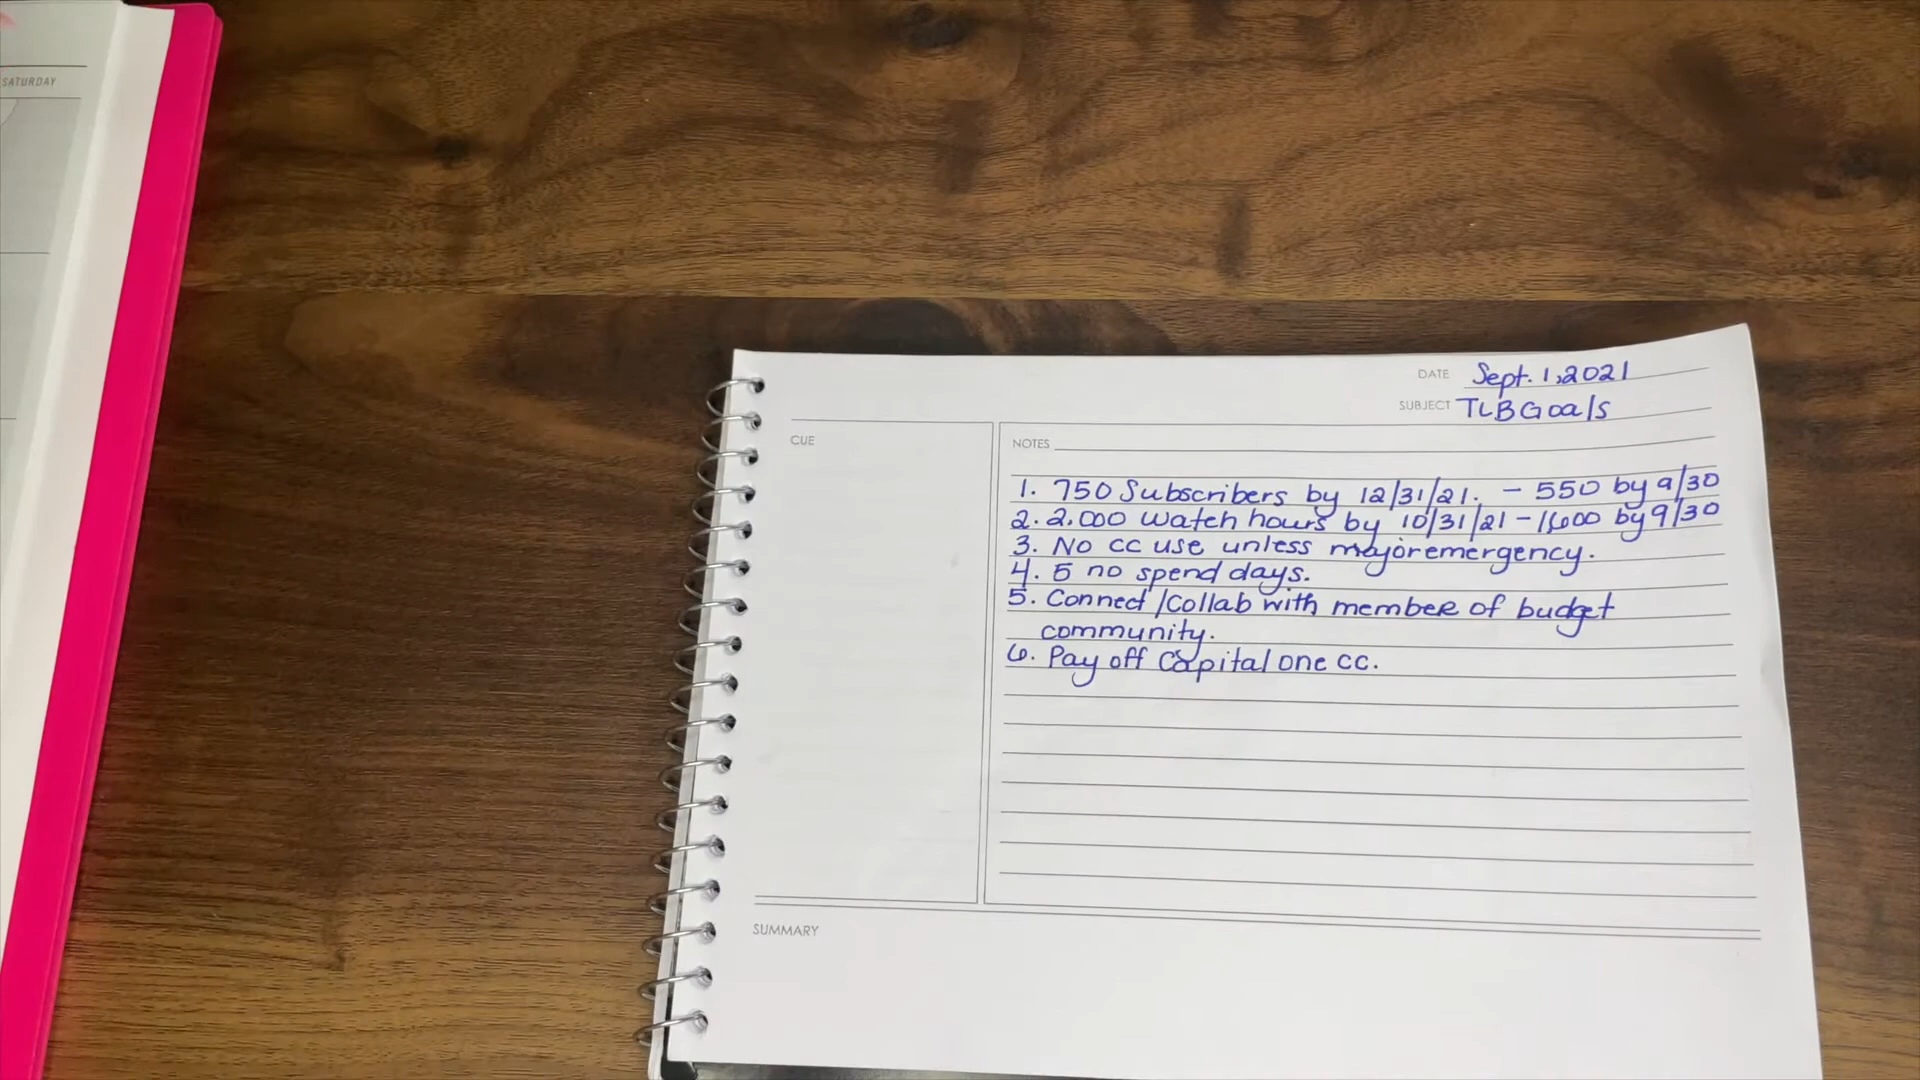 SATURDAY
DATE Sept. 1, 2021
SUBJECT TLB Goals
CUE
NOTES
1. 750 Subscribers by 12/31/21. - 550 by 9/30
2. 2,000 watch hours by 10/31/21 - 1600 by 9/30
3. No cc use unless major emergency.
4. 5 no spend days.
5. Connect/Collab with member of budget
community.
6. Pay off Capital one cc.
SUMMARY